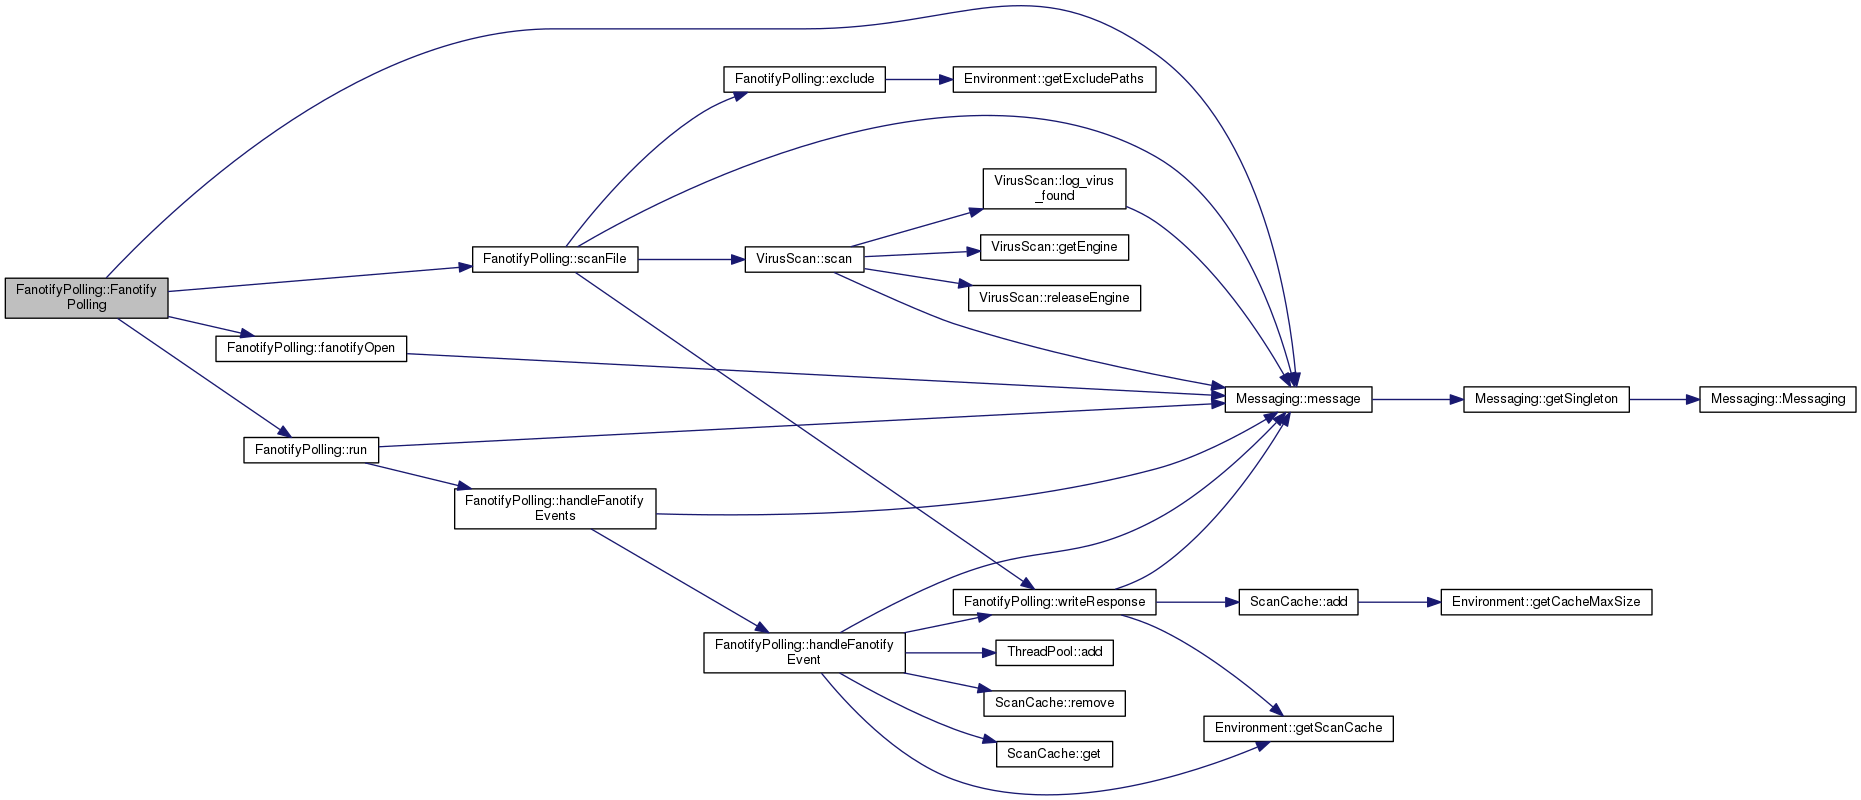 FanotifyPolling::exclude
Environment::getExcludePaths
VirusScan::log_virus
_found
VirusScan::getEngine
FanotifyPolling::scanFile
VirusScan::scan
VirusScan::releaseEngine
FanotifyPolling::Fanotify
Polling
FanotifyPolling::fanotifyOpen
Messaging::message
Messaging::getSingleton
Messaging::Messaging
FanotifyPolling::run
FanotifyPolling::handleFanotify
Events
FanotifyPolling::writeResponse
ScanCache::add
Environment::getCacheMaxSize
FanotifyPolling::handleFanotify
Event
ThreadPool::add
ScanCache::remove
Environment::getScanCache
ScanCache::get